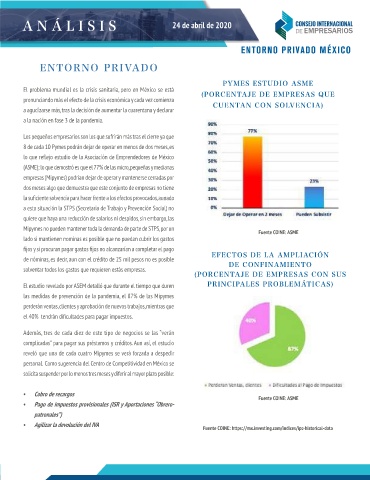 ANÁLISIS
24 de abril de 2020
CONSEJO INTERNACIONAL
DE EMPRESARIOS
ENTORNO PRIVADO MÉXICO
ENTORNO PRIVADO
El problema mundial es la crisis sanitaria, pero en México se está
pronunciando más el efecto de la crisis económica y cada vez comienza
a agudizarse más, tras la decisión de aumentar la cuarentena y declarar
a la nación en fase 3 de la pandemia.
Los pequeños empresarios son los que sufrirán más tras el cierre ya que
8 de cada 10 Pymes podrán dejar de operar en menos de dos meses, es
lo que reflejo estudio de la Asociación de Emprendedores de México
(ASEM); lo que demostró es que el 77% de las micro, pequeñas y medianas
empresas (Mipymes) podrían dejar de operar y mantenerse cerradas por
dos meses algo que demuestra que este conjunto de empresas no tiene
la suficiente solvencia para hacer frente a los efectos provocados, aunado
a esta situación la STPS (Secretaría de Trabajo y Prevención Social) no
quiere que haya una reducción de salarios ni despidos, sin embargo, las
Mipymes no pueden mantener toda la demanda de parte de STPS, por un
lado si mantienen nominas es posible que no puedan cubrir los gastos
fijos y si procuran pagar gastos fijos no alcanzarían a completar el pago
de nóminas, es decir, aun con el crédito de 25 mil pesos no es posible
solventar todos los gastos que requieren estás empresas.
El estudio revelado por ASEM detalló que durante el tiempo que duren
las medidas de prevención de la pandemia, el 87% de las Mipymes
perderán ventas, clientes y aprobación de nuevos trabajos, mientras que
el 40% tendrán dificultades para pagar impuestos.
Además, tres de cada diez de este tipo de negocios se las "verán
complicadas" para pagar sus préstamos y créditos. Aun así, el estudio
reveló que uno de cada cuatro Mipymes se verá forzada a despedir
personal. Como sugerencia del Centro de Competitividad en México se
solicita suspender por lo menos tres meses y diferir al mayor plazo posible:
• Cobro de recargos
• Pago de impuestos provisionales (ISR y Aportaciones "Obrero-
patronales")
• Agilizar la devolución del IVA
PYMES ESTUDIO ASME
(PORCENTAJE DE EMPRESAS QUE
CUENTAN CON SOLVENCIA)
90%
80%
70%
60%
50%
40%
30%
20%
10%
0%
77%
23%
Dejar de Operar en 2 meses
Pueden Subsistir
Fuente CDINE: ASME
EFECTOS DE LA AMPLIACIÓN
DE CONFINAMIENTO
(PORCENTAJE DE EMPRESAS CON SUS
PRINCIPALES PROBLEMÁTICAS)
40%
87%
Perderían Ventas, clientes
Dificultades al Pago de Impuestos
Fuente CDINE: ASME
Fuente CDINE: https://mx.investing.com/indices/ipc-historical-data